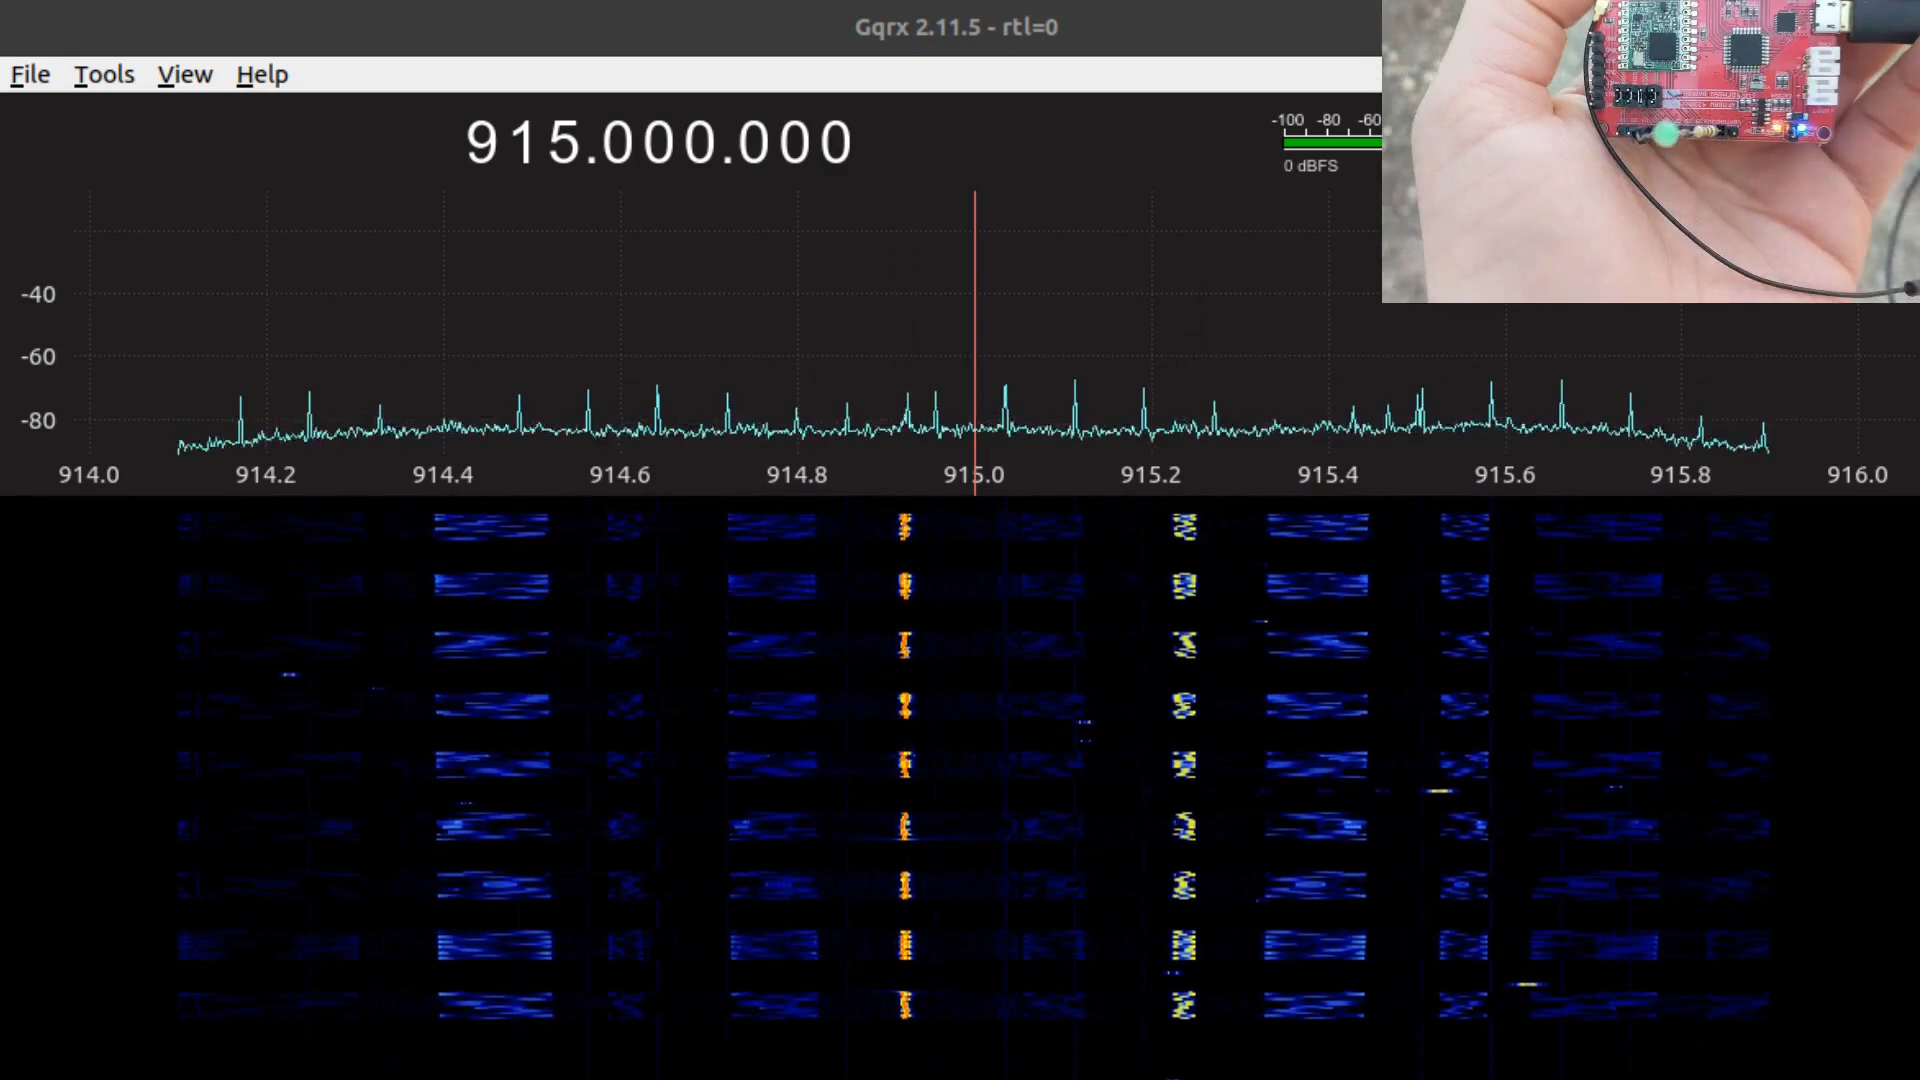 Gqrx 2.11.5 - rtl=0
File Tools View Help
915.000.000
-100 -80 -60
0 dBFS
-40
-60
-80
914.0 914.2 914.4 914.6 914.8 915.0 915.2 915.4 915.6 915.8 916.0